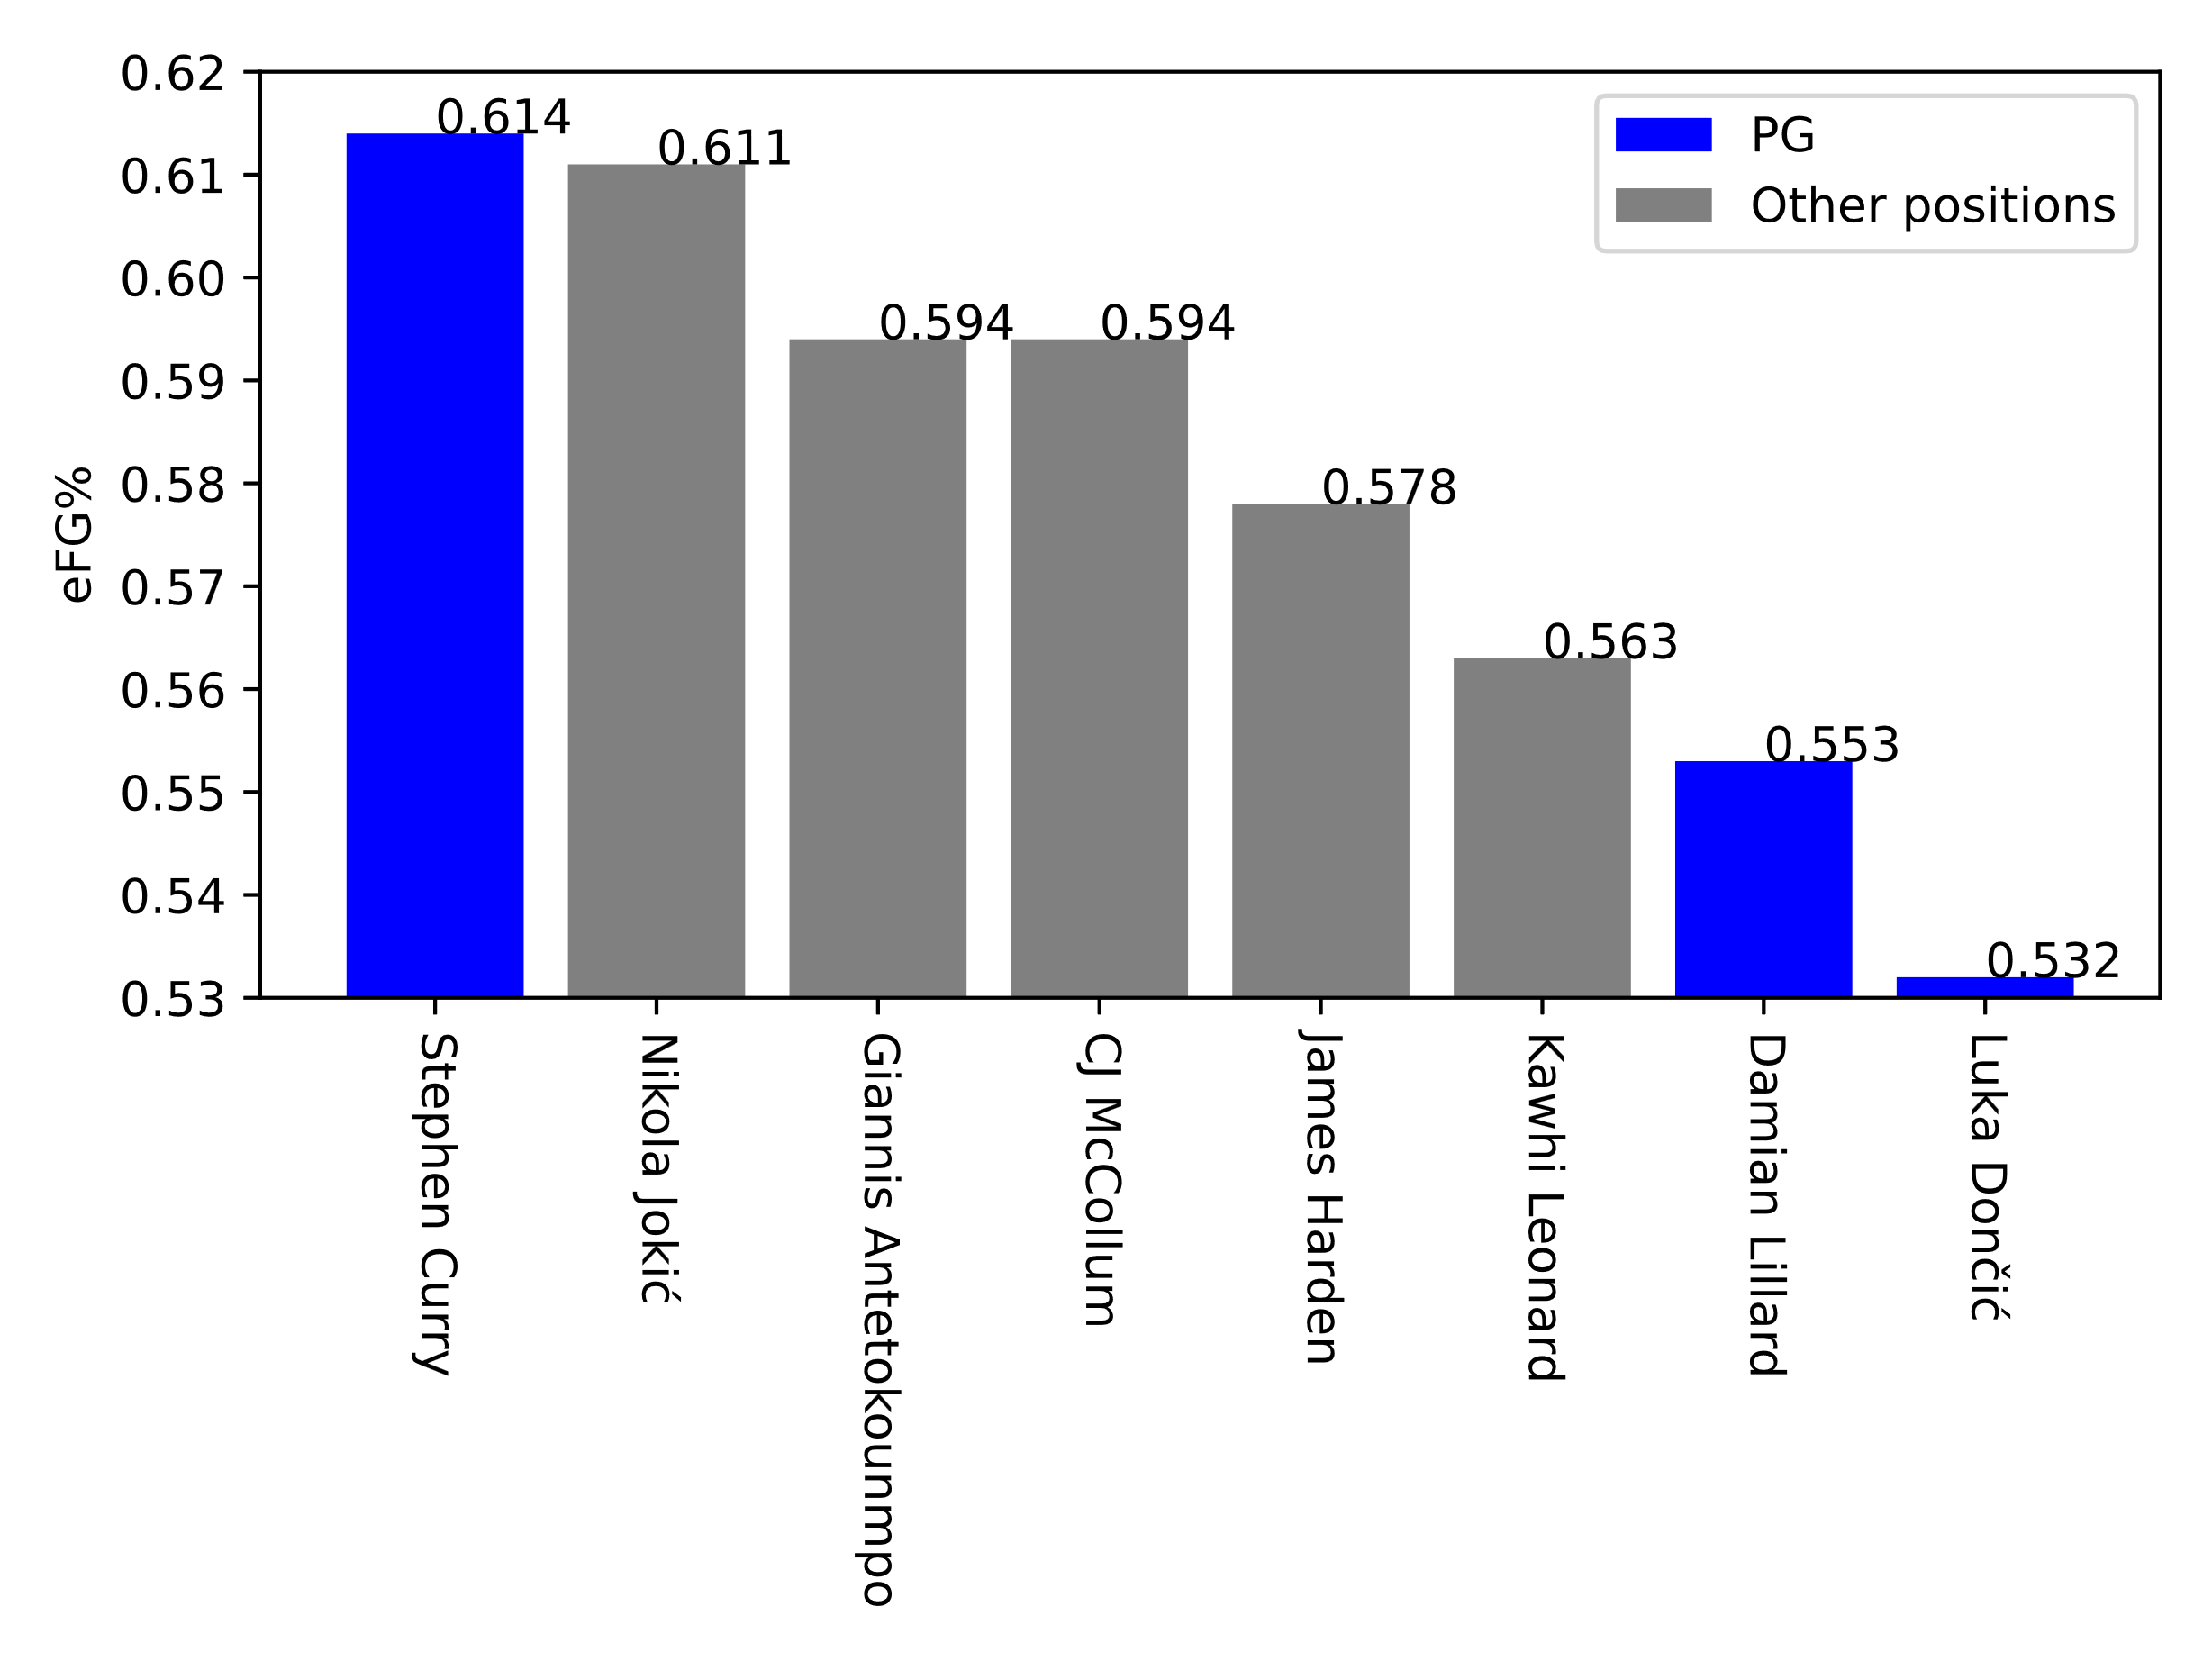 0.62
0.61
0.60
0.59
0.58
0.57
0.56
0.55
0.54
0.53
eFG%
0.614
0.611
0.594
0.594
0.578
0.563
0.553
0.532
PG
Other positions
Stephen Curry
Nikola Jokić
Giannis Antetokounmpo
CJ McCollum
James Harden
Kawhi Leonard
Damian Lillard
Luka Dončić